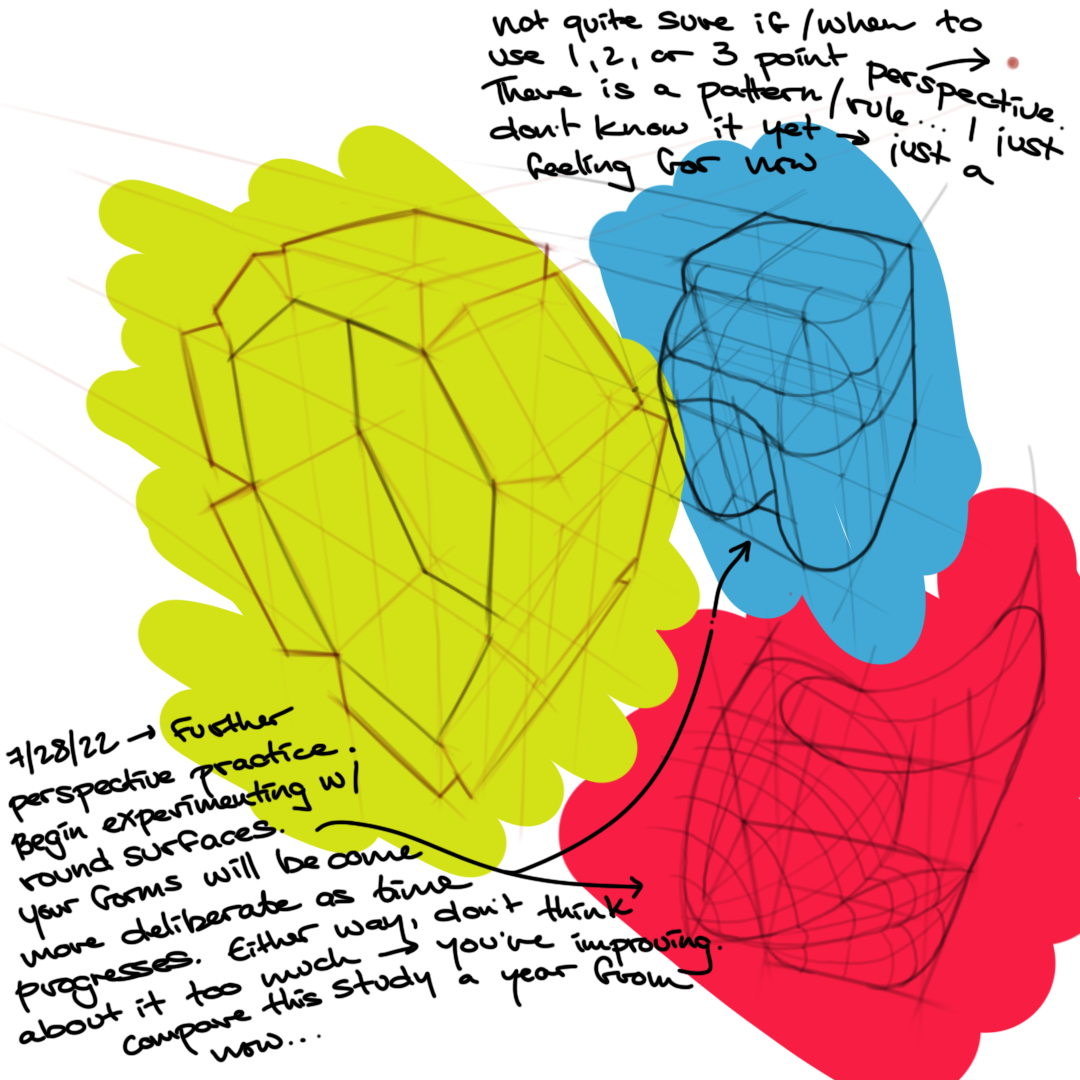 not quite sure if /when to
use 1, 2, or 3 point perspective.
There is a pattern/rule... I just
don't know it yet → just a
feeling for now
7/28/22 → Further
perspective practice.
Begin experimenting w/
round surfaces.
your forms will become
more deliberate as time
progresses. Either way, don't think
about it too much → you've improving.
compare this study a year from
now...